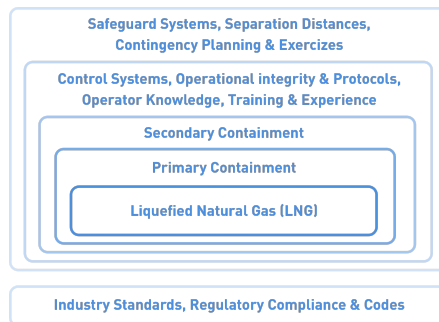 Safeguard Systems, Separation Distances,
Contingency Planning & Exercizes
Control Systems, Operational integrity & Protocols,
Operator Knowledge, Training & Experience
Secondary Containment
Primary Containment
Liquefied Natural Gas (LNG)
Industry Standards, Regulatory Compliance & Codes